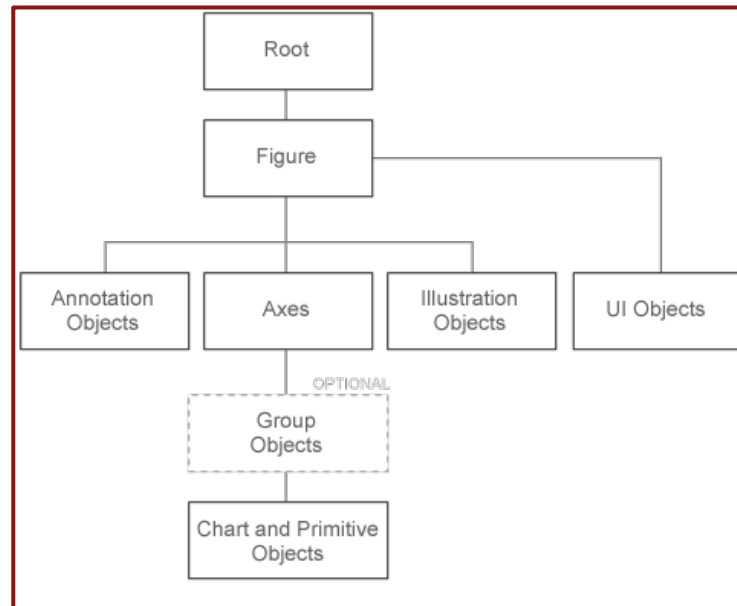 Root
Figure
Annotation
Objects
Axes
Illustration
Objects
UI Objects
OPTIONAL
Group
Objects
Chart and Primitive
Objects